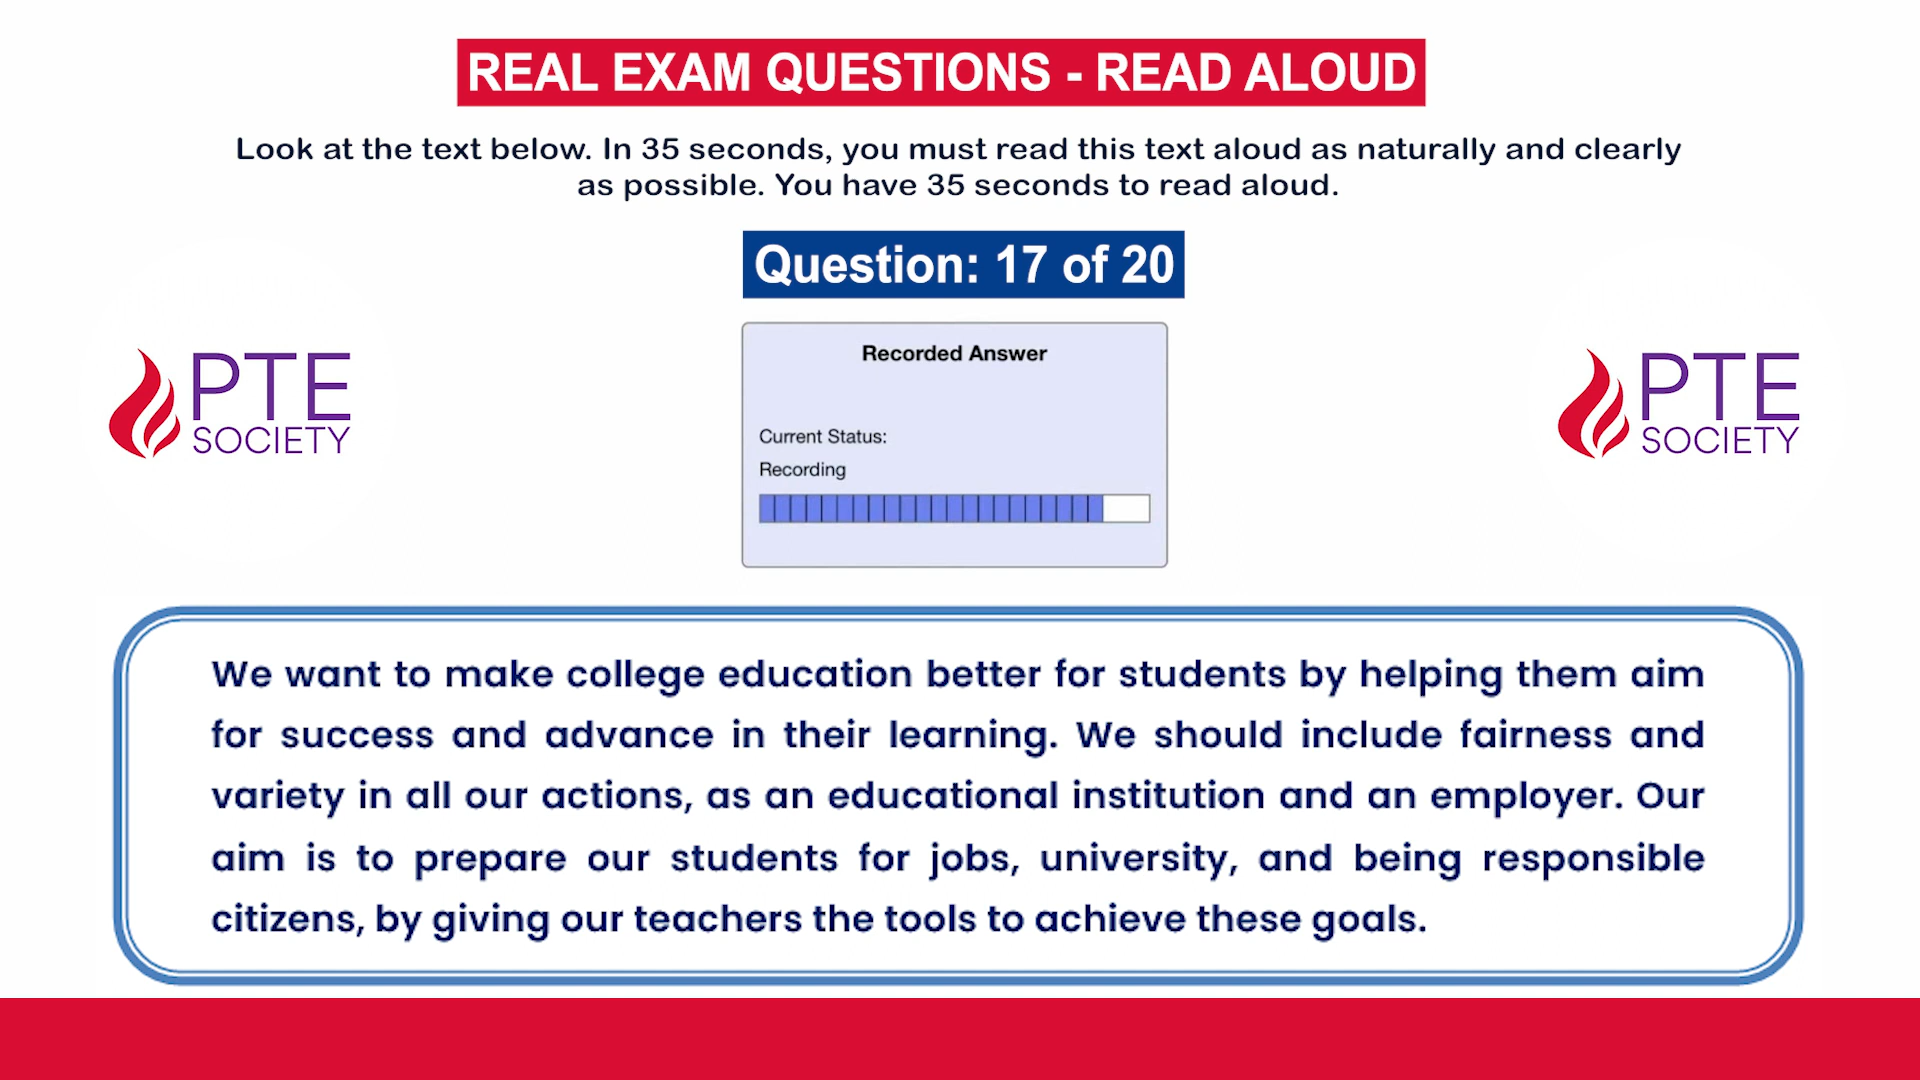 REAL EXAM QUESTIONS - READ ALOUD
Look at the text below. In 35 seconds, you must read this text aloud as naturally and clearly
as possible. You have 35 seconds to read aloud.
Question: 17 of 20
PTE
SOCIETY
Recorded Answer
Current Status:
Recording
PTE
SOCIETY
We want to make college education better for students by helping them aim
for success and advance in their learning. We should include fairness and
variety in all our actions, as an educational institution and an employer. Our
aim is to prepare our students for jobs, university, and being responsible
citizens, by giving our teachers the tools to achieve these goals.